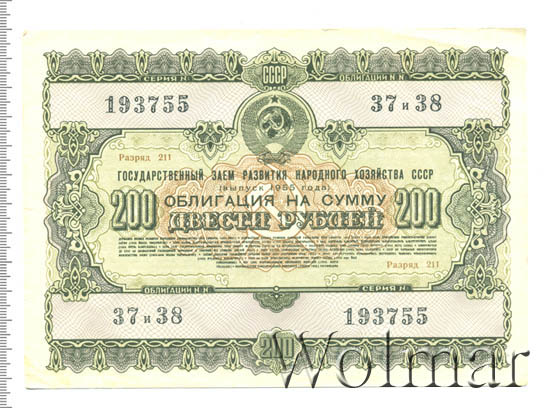 СССР
СЕРИЯ N. ОБЛИГАЦИИ N.N.
193755 37 и 38
Разряд 211
ГОСУДАРСТВЕННЫЙ ЗАЕМ РАЗВИТИЯ НАРОДНОГО ХОЗЯЙСТВА СССР
(выпуск 1955 года)
ОБЛИГАЦИЯ НА СУММУ
200 ДВЕСТИ РУБЛЕЙ 200
Разряд 211
ОБЛИГАЦИИ N.N. СЕРИЯ N.
37 и 38 193755
200
Wolmar